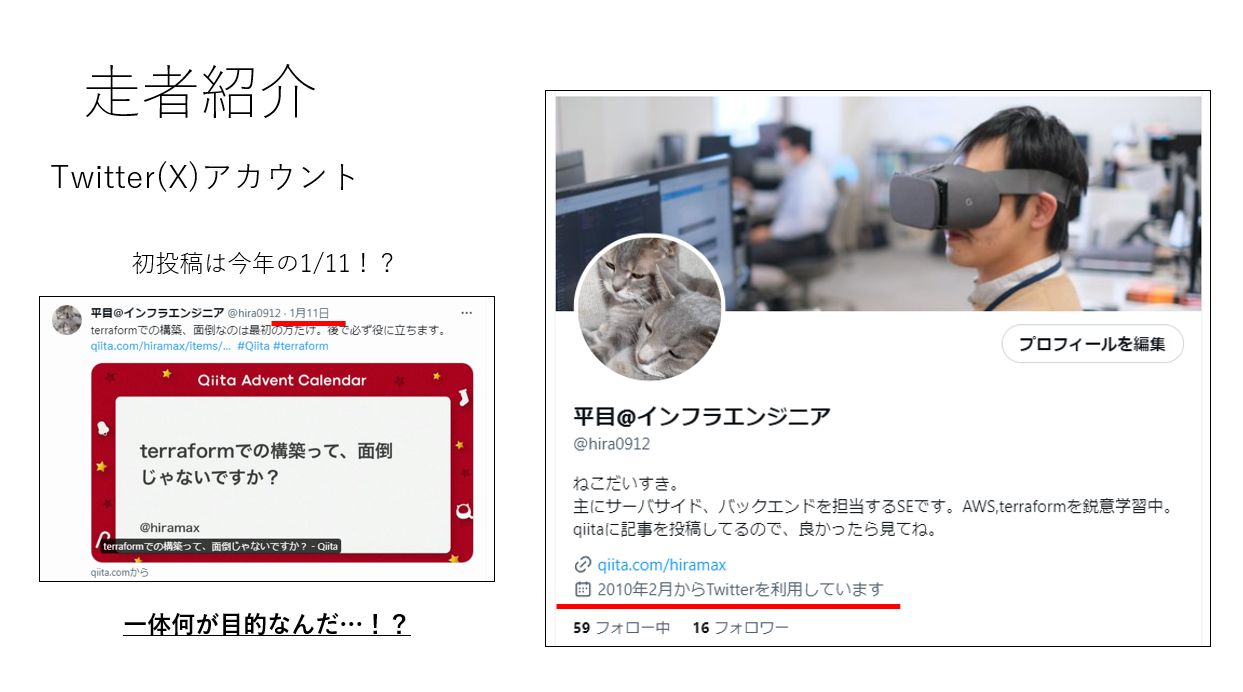 走者紹介
Twitter(X)アカウント
初投稿は今年の1/11！？
平目@インフラエンジニア @hira0912 · 1月11日
terraformでの構築、面倒なのは最初の方だけ。後で必ず役に立ちます。
qiita.com/hiramax/items/... #Qiita #terraform
Qiita Advent Calendar
terraformでの構築って、面倒
じゃないですか？
@hiramax
terraformでの構築って、面倒じゃないですか？ - Qiita
qiita.comから
一体何が目的なんだ…！？
プロフィールを編集
平目@インフラエンジニア
@hira0912
ねこだいすき。
主にサーバサイド、バックエンドを担当するSEです。AWS,terraformを鋭意学習中。
qiitaに記事を投稿してるので、良かったら見てね。
qiita.com/hiramax
2010年2月からTwitterを利用しています
59 フォロー中 16 フォロワー